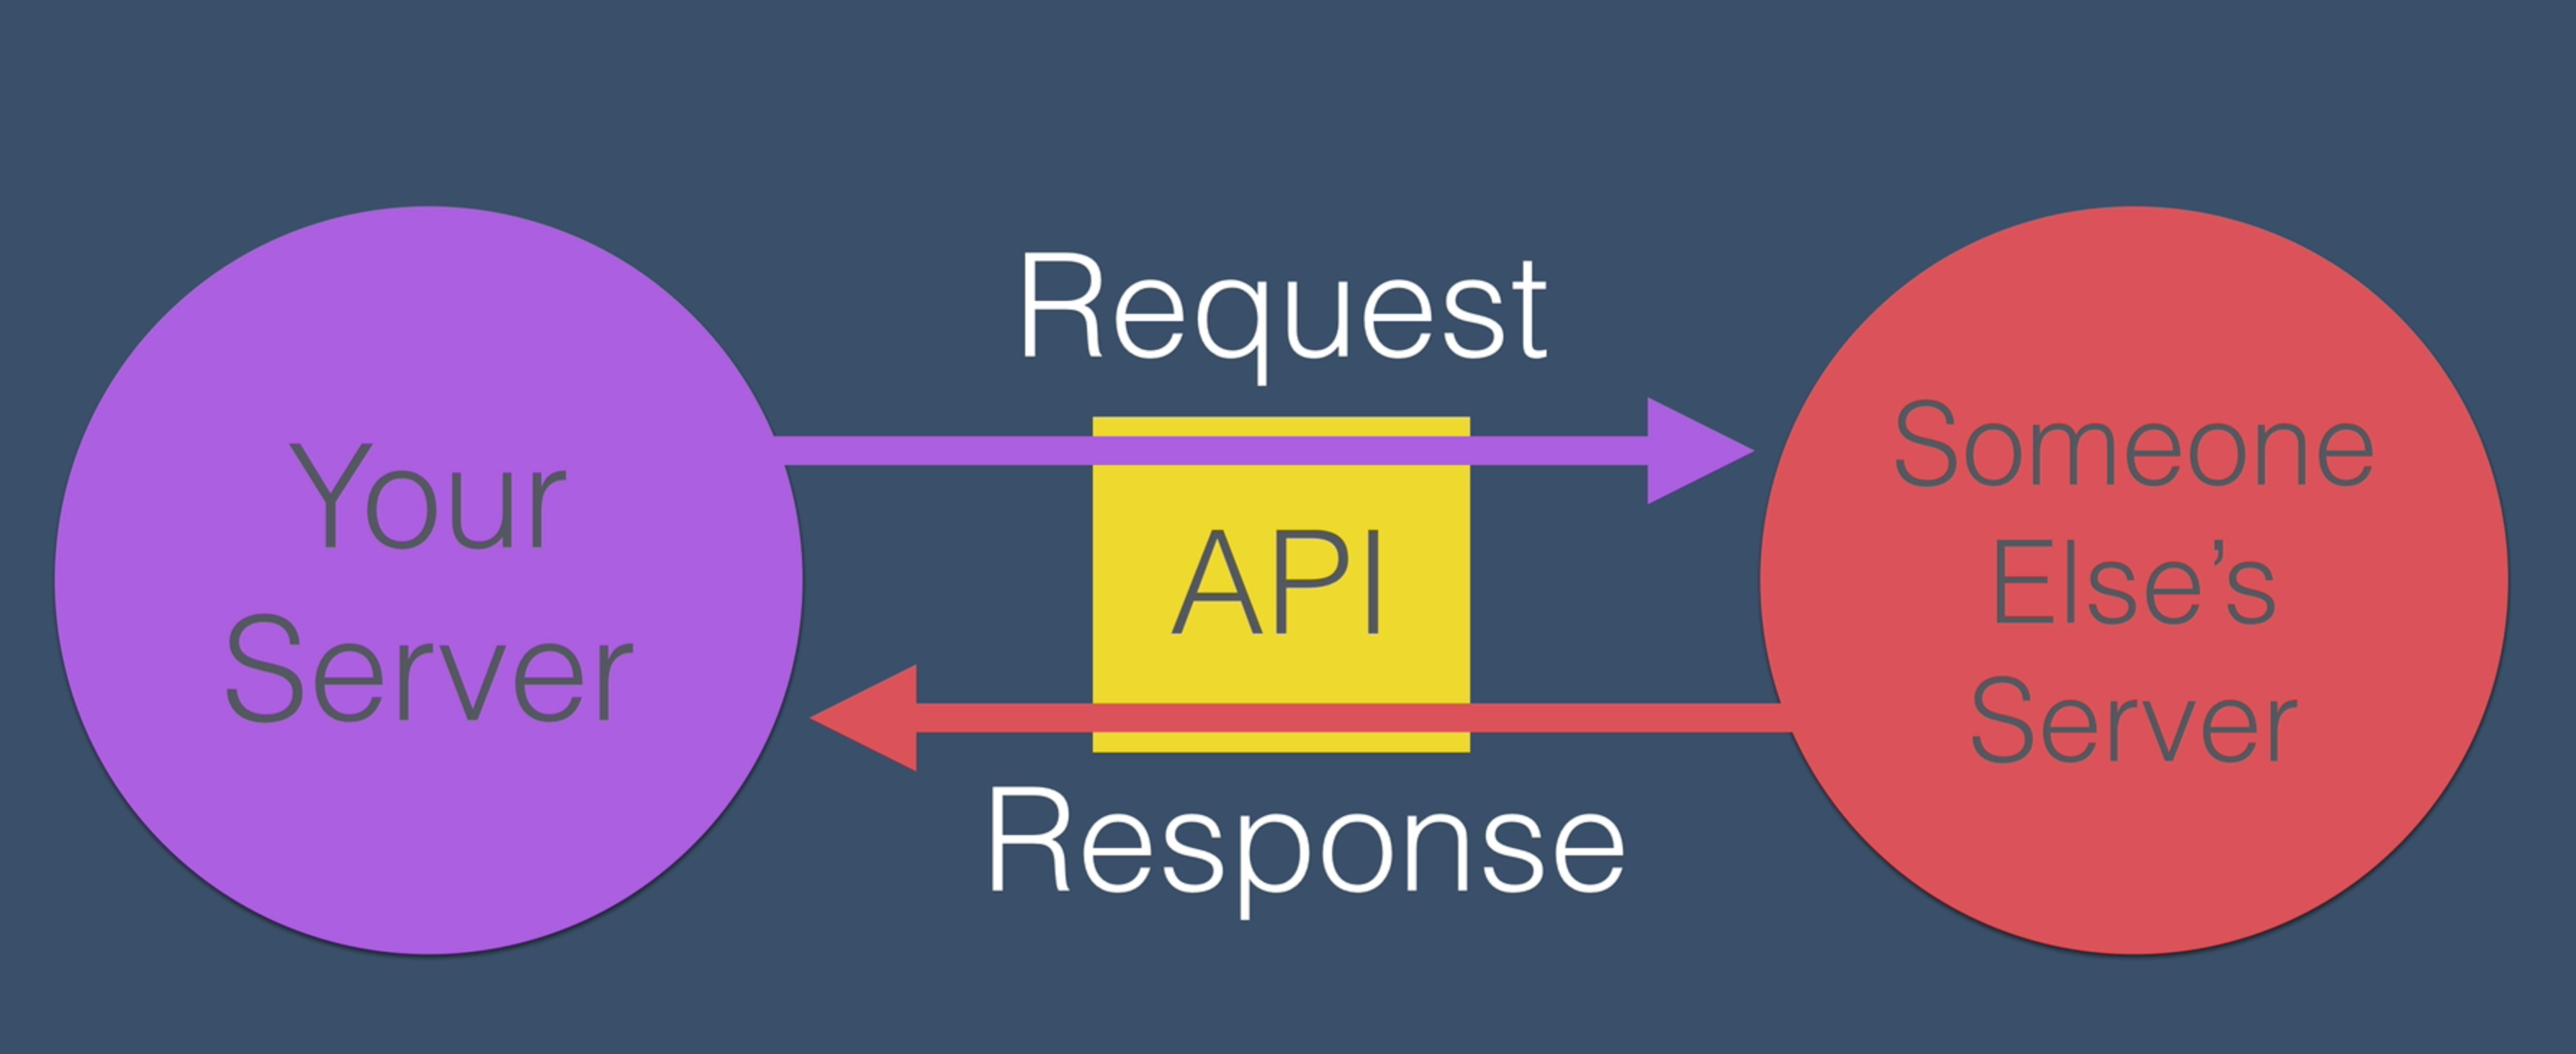 Request
Your
Server
API
Someone
Else’s
Server
Response